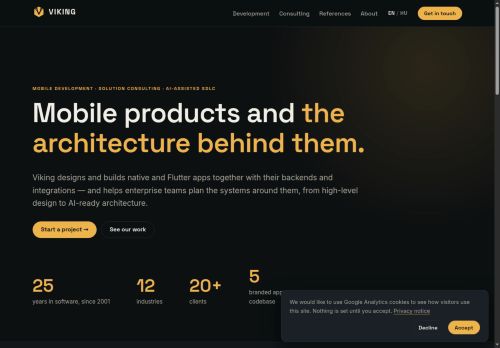 VIKING
Development Consulting References About EN / HU Get in touch
MOBILE DEVELOPMENT · SOLUTION CONSULTING · AI-ASSISTED SDLC
Mobile products and the
architecture behind them.
Viking designs and builds native and Flutter apps together with their backends and
integrations — and helps enterprise teams plan the systems around them, from high-level
design to AI-ready architecture.
Start a project → See our work
25
years in software, since 2001
12
industries
20+
clients
5
branded app
codebase
We would like to use Google Analytics cookies to see how visitors use
this site. Nothing is set until you accept. Privacy notice
Decline Accept